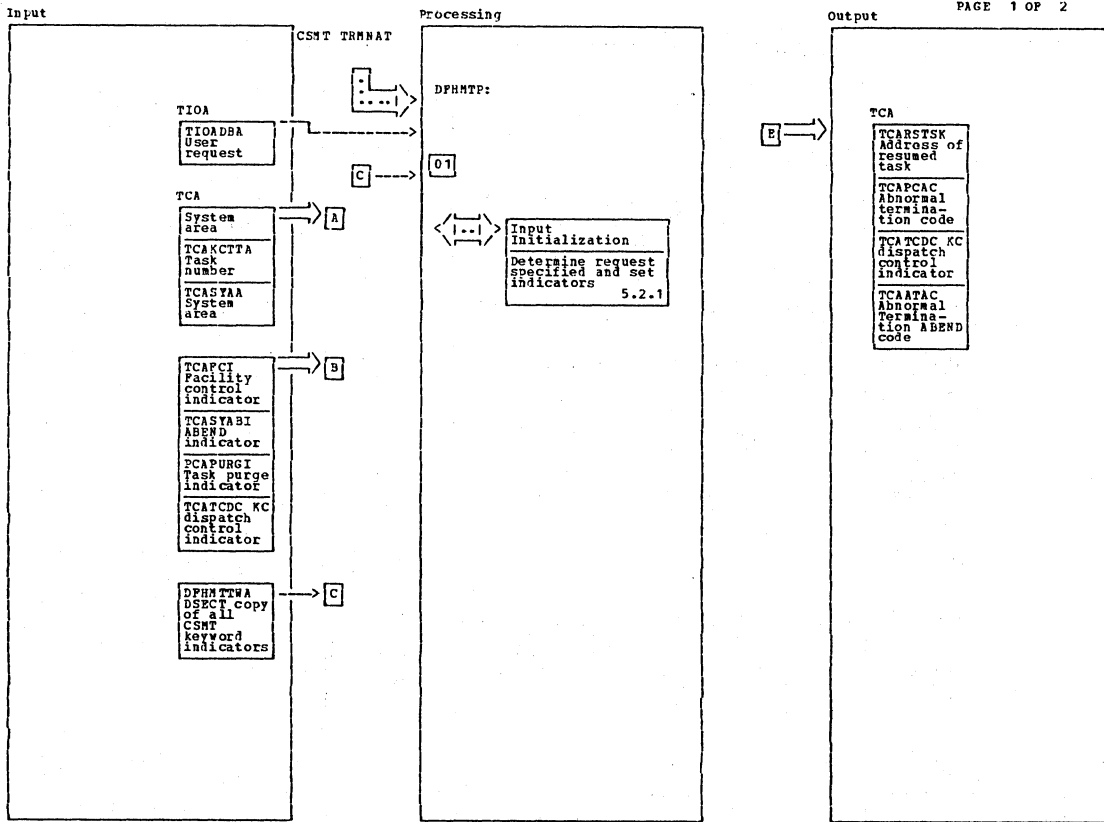 PAGE 1 OF 2
Input
Processing
Output
CSMT TRMNAT
DFHMTP:
TIOA
TIOADBA
User
request
C
01
TCA
System
area
TCAKCTTA
Task
number
TCASYAA
System
area
A
Input
Initialization
Determine request
specified and set
indicators
5.2.1
TCAFCI
Facility
control
indicator
TCASYABI
ABEND
indicator
PCAPURGI
Task purge
indicator
TCATCDC KC
dispatch
control
indicator
B
DFHMTTWA
DSECT copy
of all
CSMT
keyword
indicators
C
E
TCA
TCARSTSK
Address of
resumed
task
TCAPCAC
Abnormal
termina-
tion code
TCATCDC KC
dispatch
control
indicator
TCAATAC
Abnormal
Termina-
tion ABEND
code